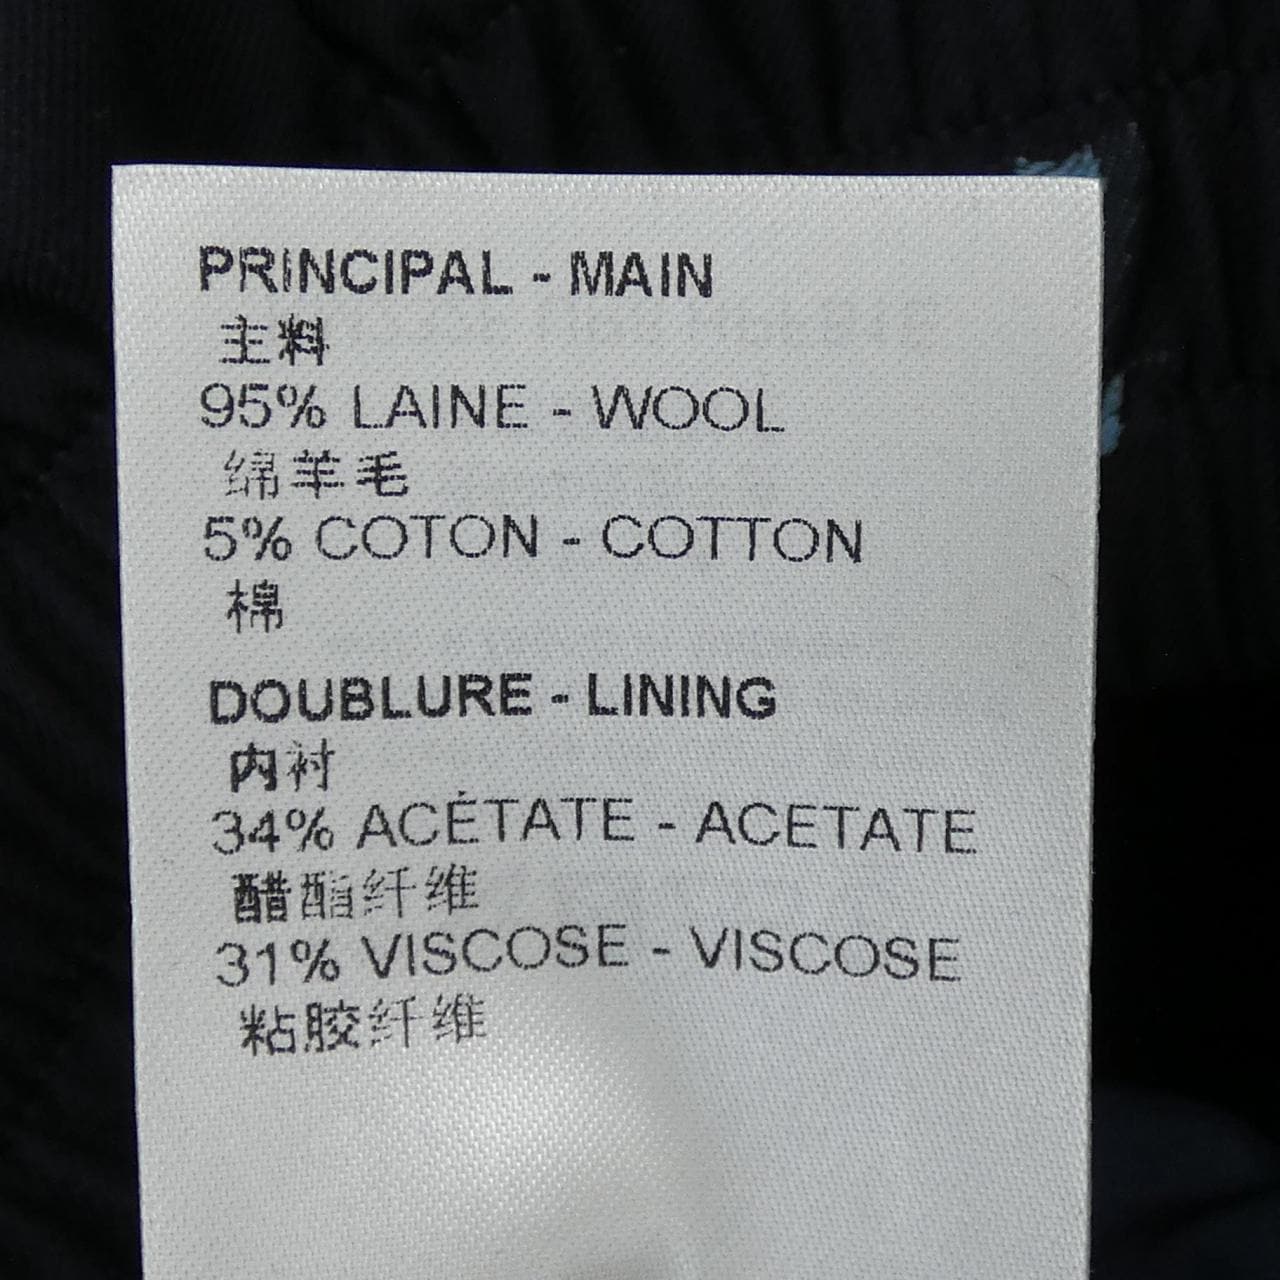 PRINCIPAL - MAIN
主料
95% LAINE - WOOL
绵羊毛
5% COTON - COTTON
棉
DOUBLURE - LINING
内衬
34% ACÉTATE - ACETATE
醋酯纤维
31% VISCOSE - VISCOSE
粘胶纤维